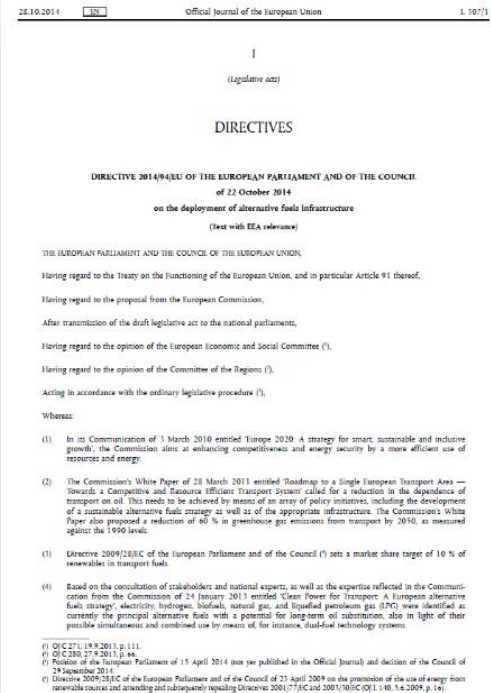 28.10.2014 EN Official Journal of the European Union L 307/1
I
(Legislative acts)
DIRECTIVES
DIRECTIVE 2014/94/EU OF THE EUROPEAN PARLIAMENT AND OF THE COUNCIL
of 22 October 2014
on the deployment of alternative fuels infrastructure
(Text with EEA relevance)
THE EUROPEAN PARLIAMENT AND THE COUNCIL OF THE EUROPEAN UNION,
Having regard to the Treaty on the Functioning of the European Union, and in particular Article 91 thereof,
Having regard to the proposal from the European Commission,
After transmission of the draft legislative act to the national parliaments,
Having regard to the opinion of the European Economic and Social Committee (¹),
Having regard to the opinion of the Committee of the Regions (²),
Acting in accordance with the ordinary legislative procedure (³),
Whereas:
(1) In its Communication of 3 March 2010 entitled 'Europe 2020: A strategy for smart, sustainable and inclusive
growth', the Commission aims at enhancing competitiveness and energy security by a more efficient use of
resources and energy.
(2) The Commission's White Paper of 28 March 2011 entitled 'Roadmap to a Single European Transport Area —
Towards a Competitive and Resource Efficient Transport System' called for a reduction in the dependence of
transport on oil. This needs to be achieved by means of an array of policy initiatives, including the development
of a sustainable alternative fuels strategy as well as of the appropriate infrastructure. The Commission's White
Paper also proposed a reduction of 60 % in greenhouse gas emissions from transport by 2050, as measured
against the 1990 levels.
(3) Directive 2009/28/EC of the European Parliament and of the Council (⁴) sets a market share target of 10 % of
renewables in transport fuels.
(4) Based on the consultation of stakeholders and national experts, as well as the expertise reflected in the Communi-
cation from the Commission of 24 January 2013 entitled 'Clean Power for Transport: A European alternative
fuels strategy', electricity, hydrogen, biofuels, natural gas, and liquefied petroleum gas (LPG) were identified as
currently the principal alternative fuels with a potential for long-term oil substitution, also in light of their
possible simultaneous and combined use by means of, for instance, dual-fuel technology systems.
(¹) OJ C 271, 19.9.2013, p. 111.
(²) OJ C 280, 27.9.2013, p. 66.
(³) Position of the European Parliament of 15 April 2014 (not yet published in the Official Journal) and decision of the Council of
29 September 2014.
(⁴) Directive 2009/28/EC of the European Parliament and of the Council of 23 April 2009 on the promotion of the use of energy from
renewable sources and amending and subsequently repealing Directives 2001/77/EC and 2003/30/EC (OJ L 140, 5.6.2009, p. 16).